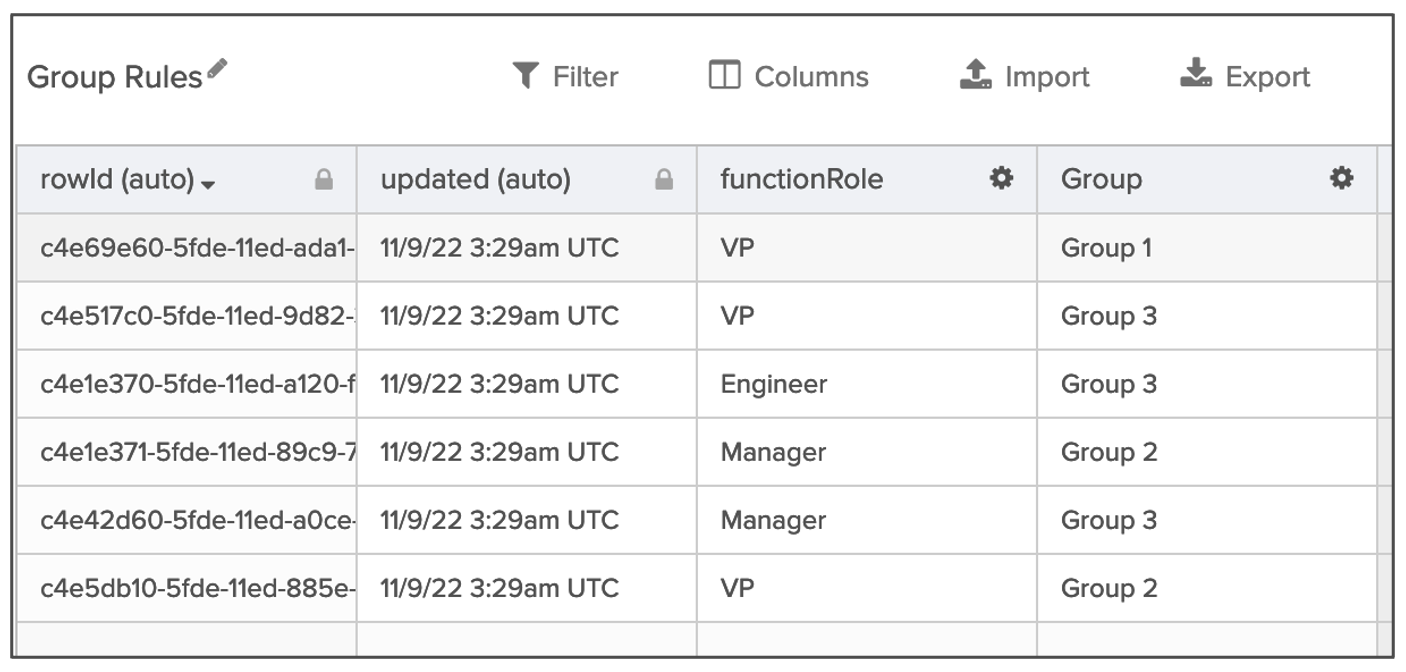 Group Rules Filter Columns Import Export
rowId (auto) updated (auto) functionRole Group
c4e69e60-5fde-11ed-ada1- 11/9/22 3:29am UTC VP Group 1
c4e517c0-5fde-11ed-9d82- 11/9/22 3:29am UTC VP Group 3
c4e1e370-5fde-11ed-a120-f 11/9/22 3:29am UTC Engineer Group 3
c4e1e371-5fde-11ed-89c9-7 11/9/22 3:29am UTC Manager Group 2
c4e42d60-5fde-11ed-a0ce- 11/9/22 3:29am UTC Manager Group 3
c4e5db10-5fde-11ed-885e- 11/9/22 3:29am UTC VP Group 2